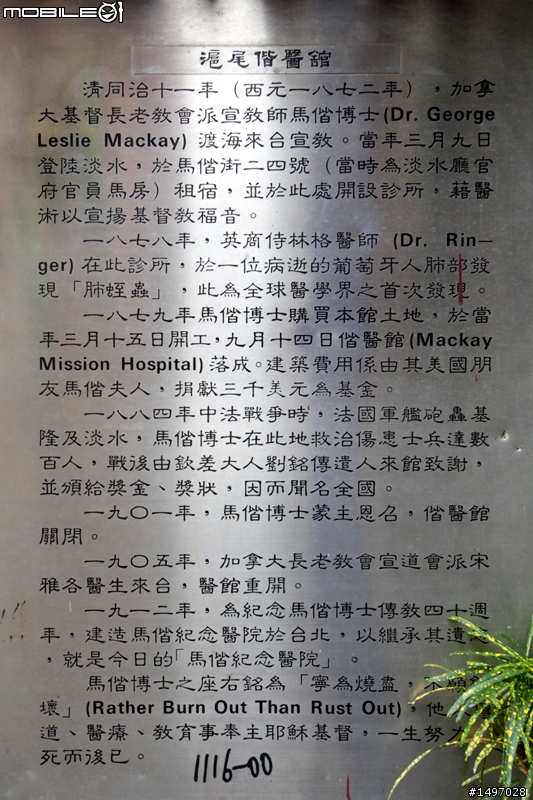 MOBILE01
滬尾偕醫館
清同治十一年（西元一八七二年），加拿
大基督長老教會派宣教師馬偕博士(Dr. George
Leslie Mackay) 渡海來台宣教。當年三月九日
登陸淡水，於馬偕街二四號（當時為淡水廳官
府官員馬房）租宿，並於此處開設診所，藉醫
術以宣揚基督教福音。
一八七八年，英商侍林格醫師 (Dr. Rin—
ger) 在此診所，於一位病逝的葡萄牙人肺部發
現「肺蛭蟲」，此為全球醫學界之首次發現。
一八七九年馬偕博士購買本館土地，於當
年三月十五日開工，九月十四日偕醫館(Mackay
Mission Hospital) 落成。建築費用係由其美國朋
友馬偕夫人，捐獻三千美元為基金。
一八八四年中法戰爭時，法國軍艦砲轟基
隆及淡水，馬偕博士在此地救治傷患士兵達數
百人，戰後由欽差大人劉銘傳遣人來館致謝，
並頒給獎金、獎狀，因而聞名全國。
一九〇一年，馬偕博士蒙主恩召，偕醫館
關閉。
一九〇五年，加拿大長老教會宣道會派宋
雅各醫生來台，醫館重開。
一九一二年，為紀念馬偕博士傳教四十週
年，建造馬偕紀念醫院於台北，以繼承其遺志
，就是今日的「馬偕紀念醫院」。
馬偕博士之座右銘為「寧為燒盡，不願
壞」(Rather Burn Out Than Rust Out)，他
道、醫療、教育事奉主耶穌基督，一生努力
死而後已。
1116-00
#1497028